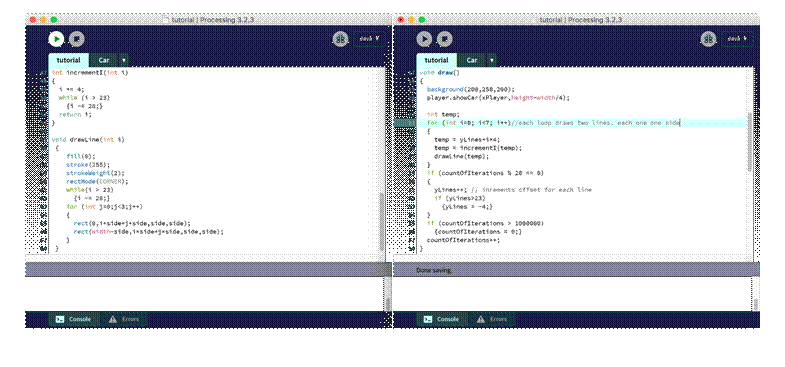 tutorial | Processing 3.2.3
tutorial Car ▼
int incrementI(int i)
{
i += 4;
while (i > 23)
{i -= 28;}
return i;
}
void drawLine(int i)
{
fill(0);
stroke(255);
strokeWeight(2);
rectMode(CORNER);
while(i > 23)
{i -= 28;}
for (int j=0;j<3;j++)
{
rect(0,i*side+j*side,side,side);
rect(width-side,i*side+j*side,side,side);
}
}
Console Errors
tutorial | Processing 3.2.3
tutorial Car ▼
void draw()
{
background(200,250,200);
player.showCar(xPlayer,height-width/4);
int temp;
for (int i=0; i<7; i++)//each loop draws two lines, each one one side
{
temp = yLines+i*4;
temp = incrementI(temp);
drawLine(temp);
}
if (countOfIterations % 20 == 0)
{
yLines++; // inrements offset for each line
if (yLines>23)
{yLines = -4;}
}
if (countOfIterations > 1000000)
{countOfIterations = 0;}
countOfIterations++;
}
Done saving.
Console Errors